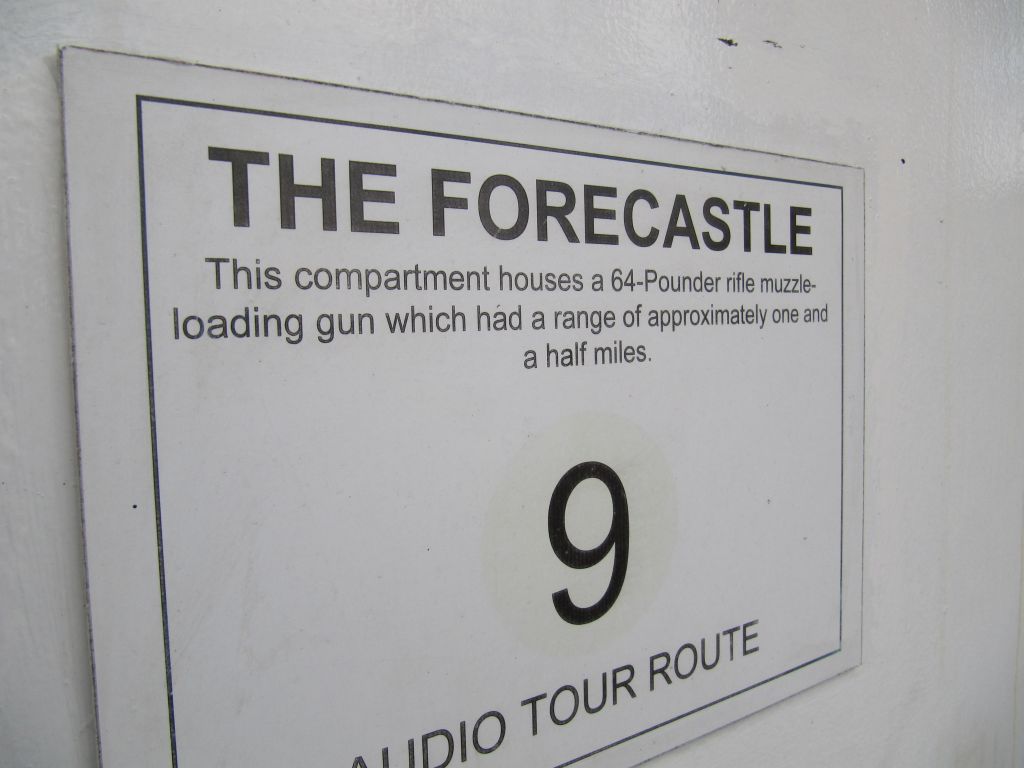 THE FORECASTLE
This compartment houses a 64-Pounder rifle muzzle-
loading gun which had a range of approximately one and
a half miles.
9
AUDIO TOUR ROUTE